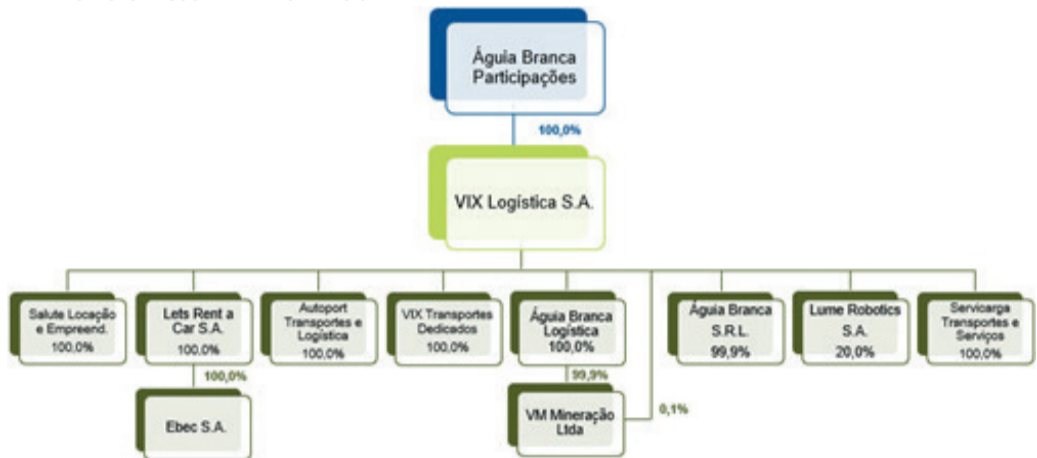 Águia Branca
Participações
100,0%
VIX Logística S.A.
Salute Locação
e Empreend.
100,0%
Lets Rent a
Car S.A.
100,0%
Autoport
Transportes e
Logística
100,0%
VIX Transportes
Dedicados
100,0%
Águia Branca
Logística
100,0%
Águia Branca
S.R.L.
99,9%
Lume Robotics
S.A.
20,0%
Servicarga
Transportes e
Serviços
100,0%
100,0%
99,9%
0,1%
Ebec S.A.
VM Mineração
Ltda